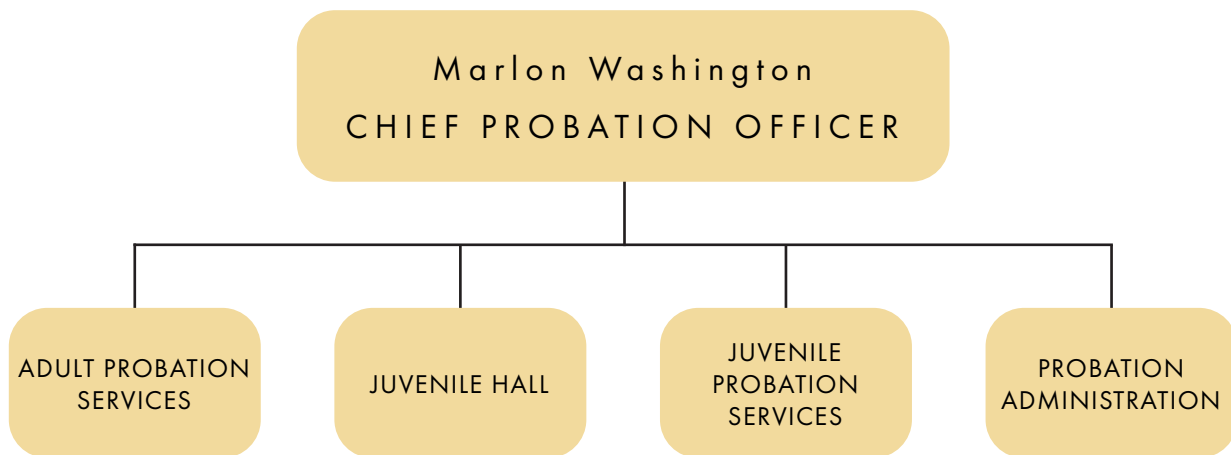 Marlon Washington
CHIEF PROBATION OFFICER
ADULT PROBATION
SERVICES
JUVENILE HALL
JUVENILE
PROBATION
SERVICES
PROBATION
ADMINISTRATION